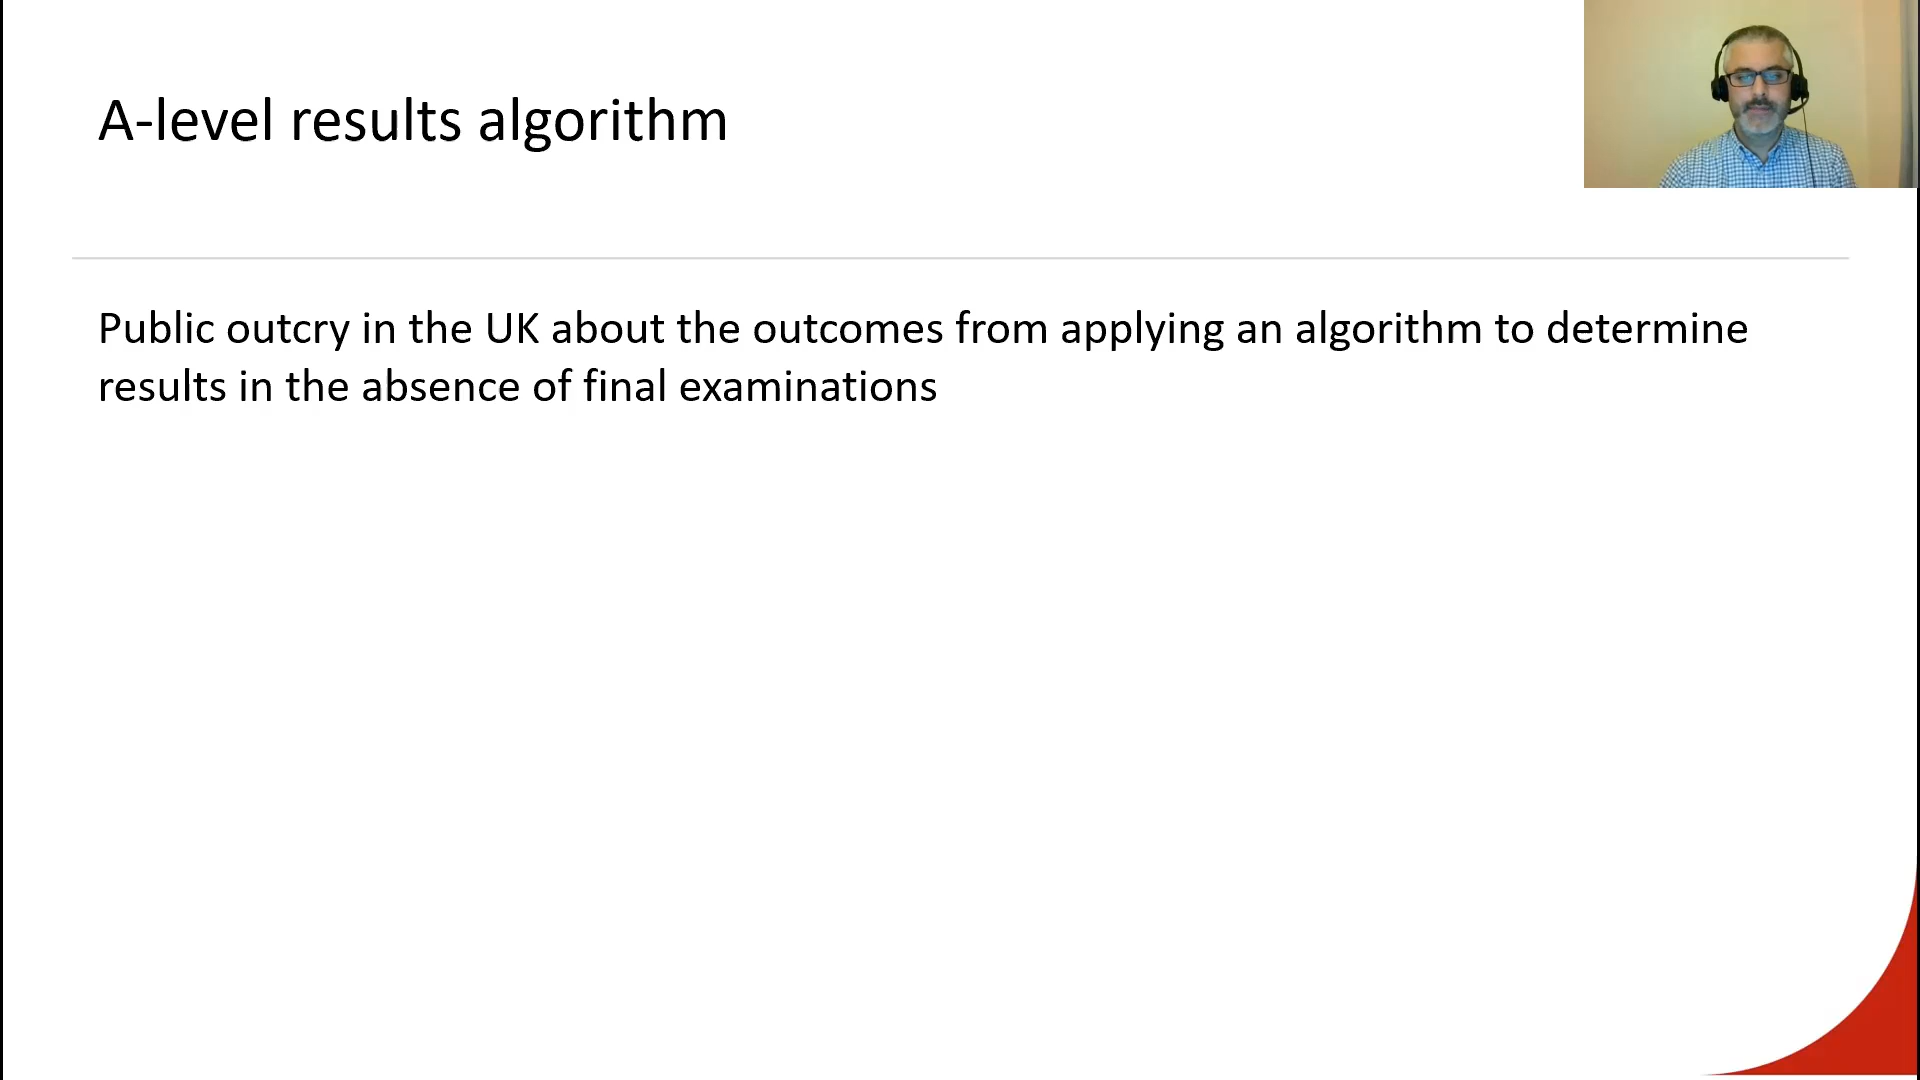 A-level results algorithm
Public outcry in the UK about the outcomes from applying an algorithm to determine
results in the absence of final examinations